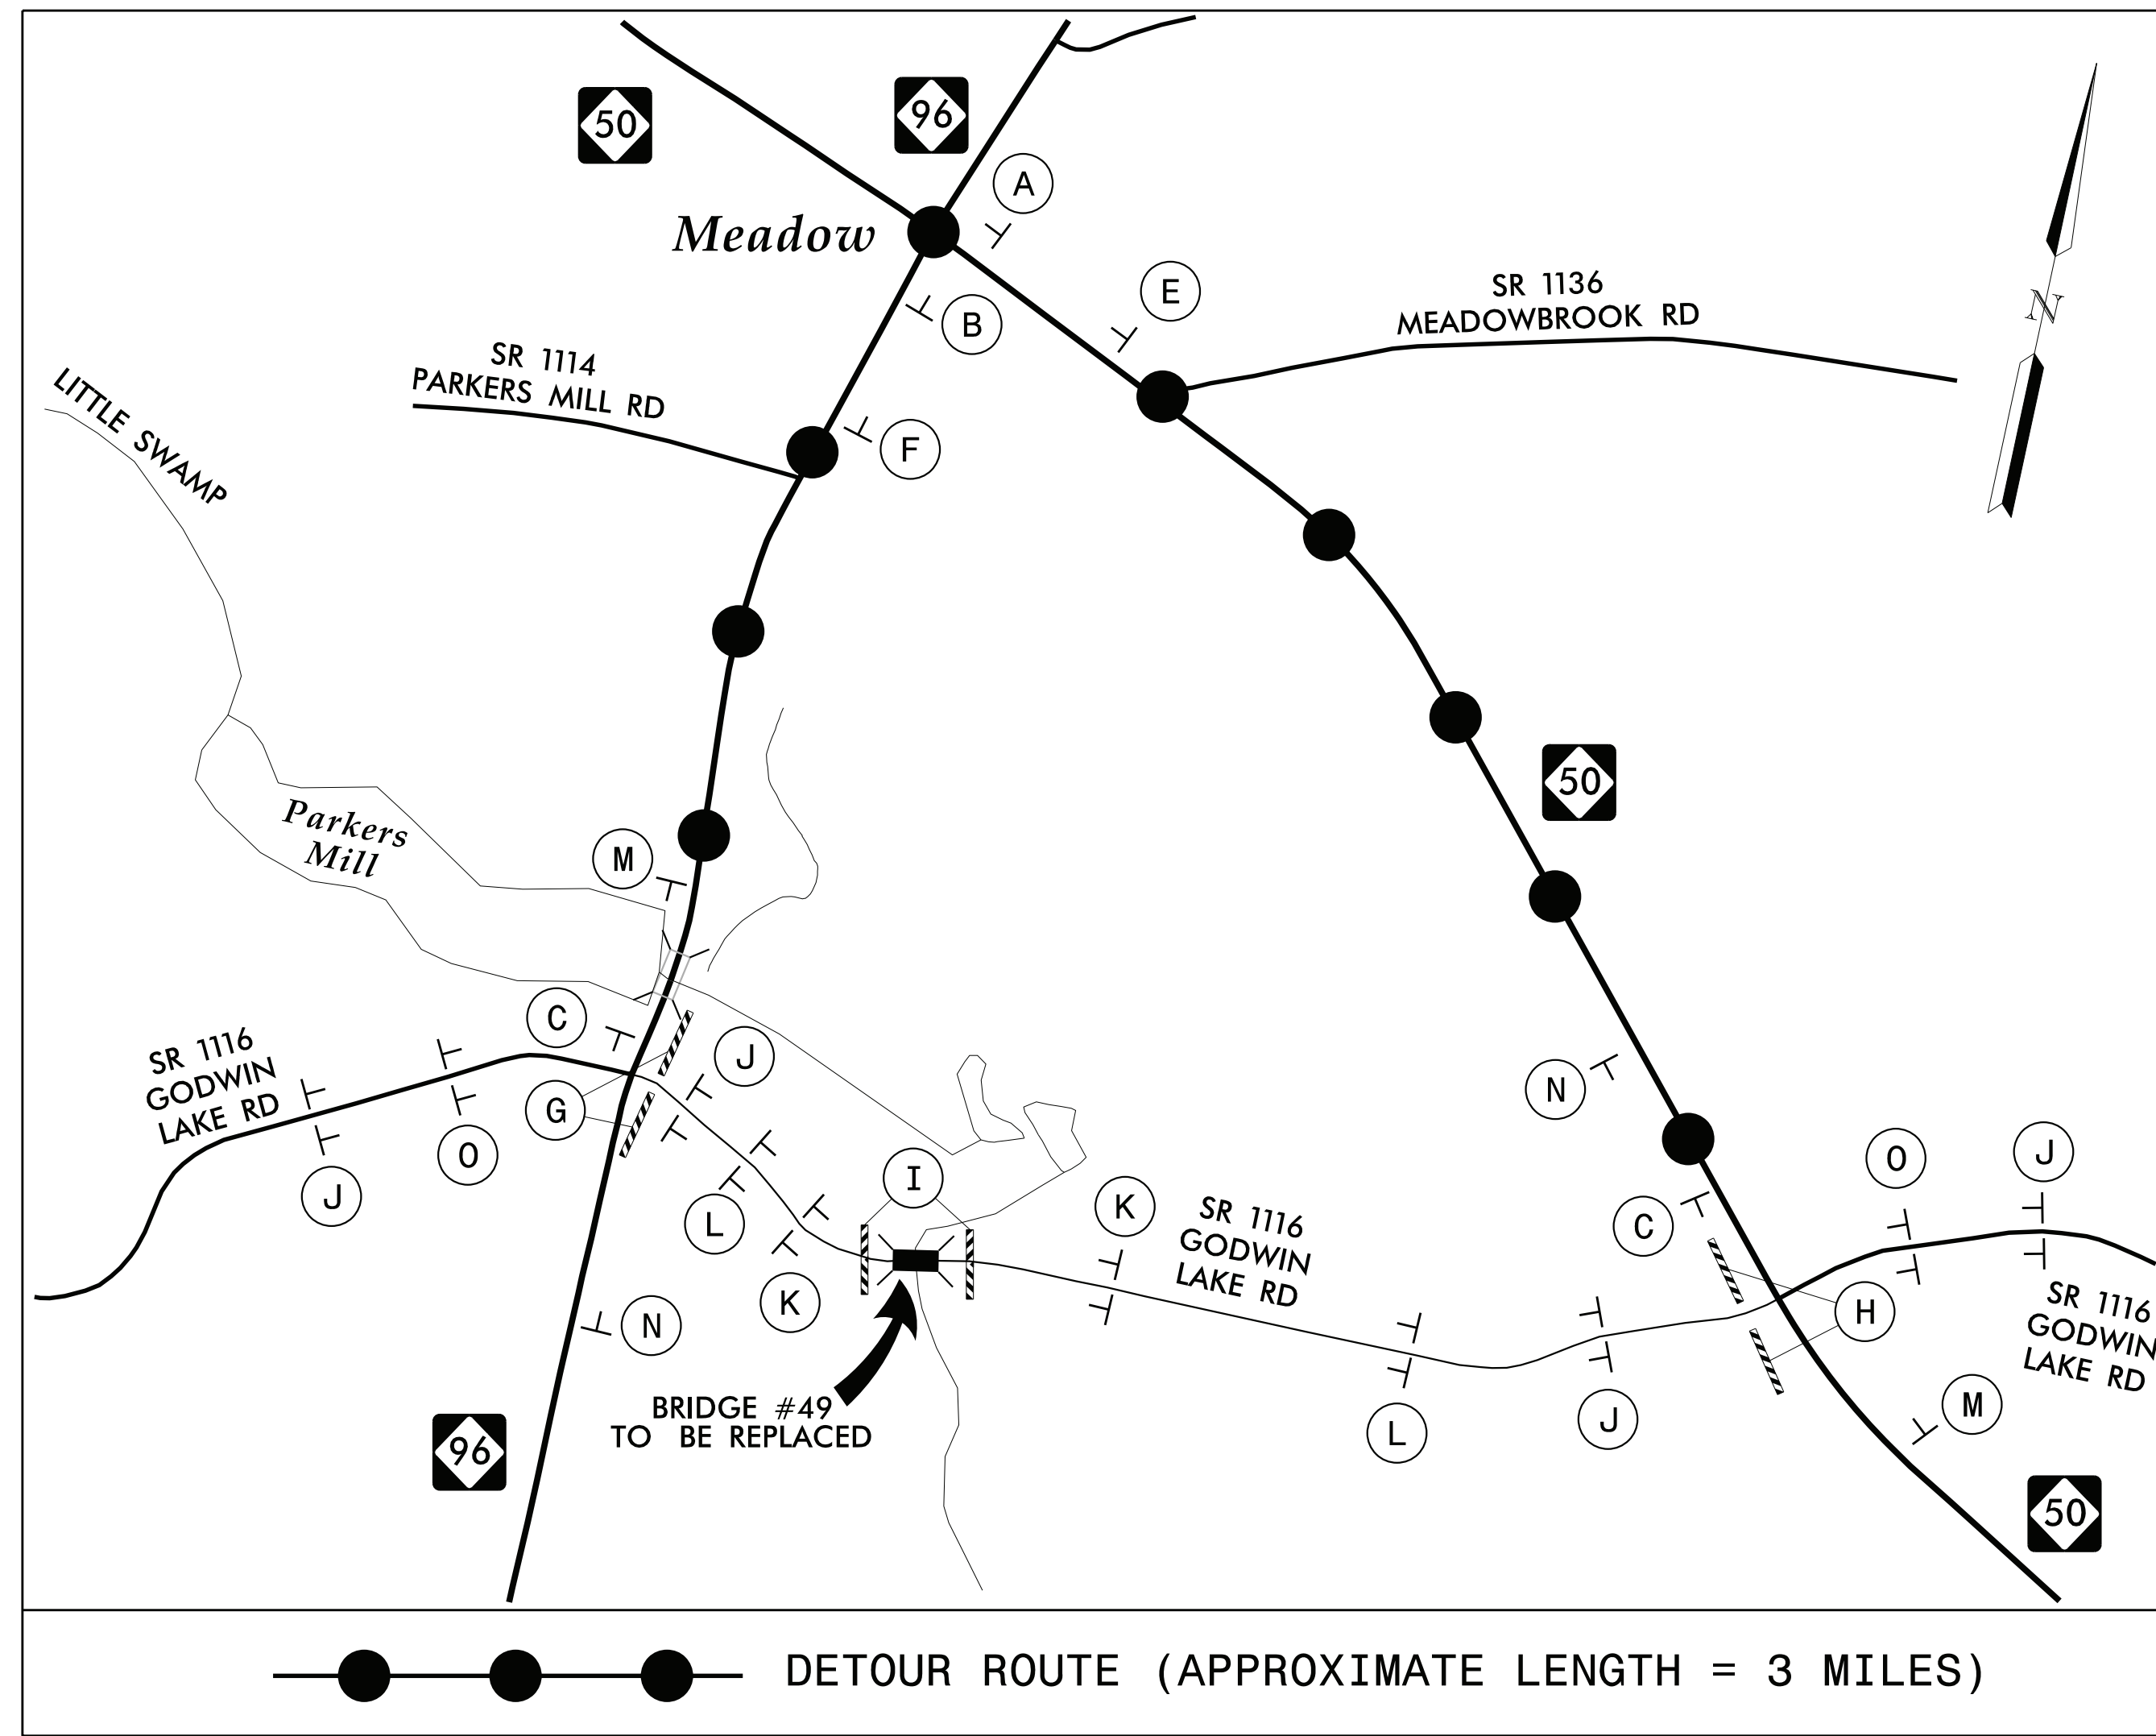 50
96
A
Meadow
B
E
SR 1136
MEADOWBROOK RD
N
SR 1114
PARKERS MILL RD
F
LITTLE SWAMP
50
Parkers
Mill
M
C
J
SR 1116
GODWIN
LAKE RD
G
O
J
L
I
K
N
K
SR 1116
GODWIN
LAKE RD
N
C
O
J
H
SR 1116
GODWIN
LAKE RD
L
J
M
BRIDGE #49
TO BE REPLACED
96
50
DETOUR ROUTE (APPROXIMATE LENGTH = 3 MILES)